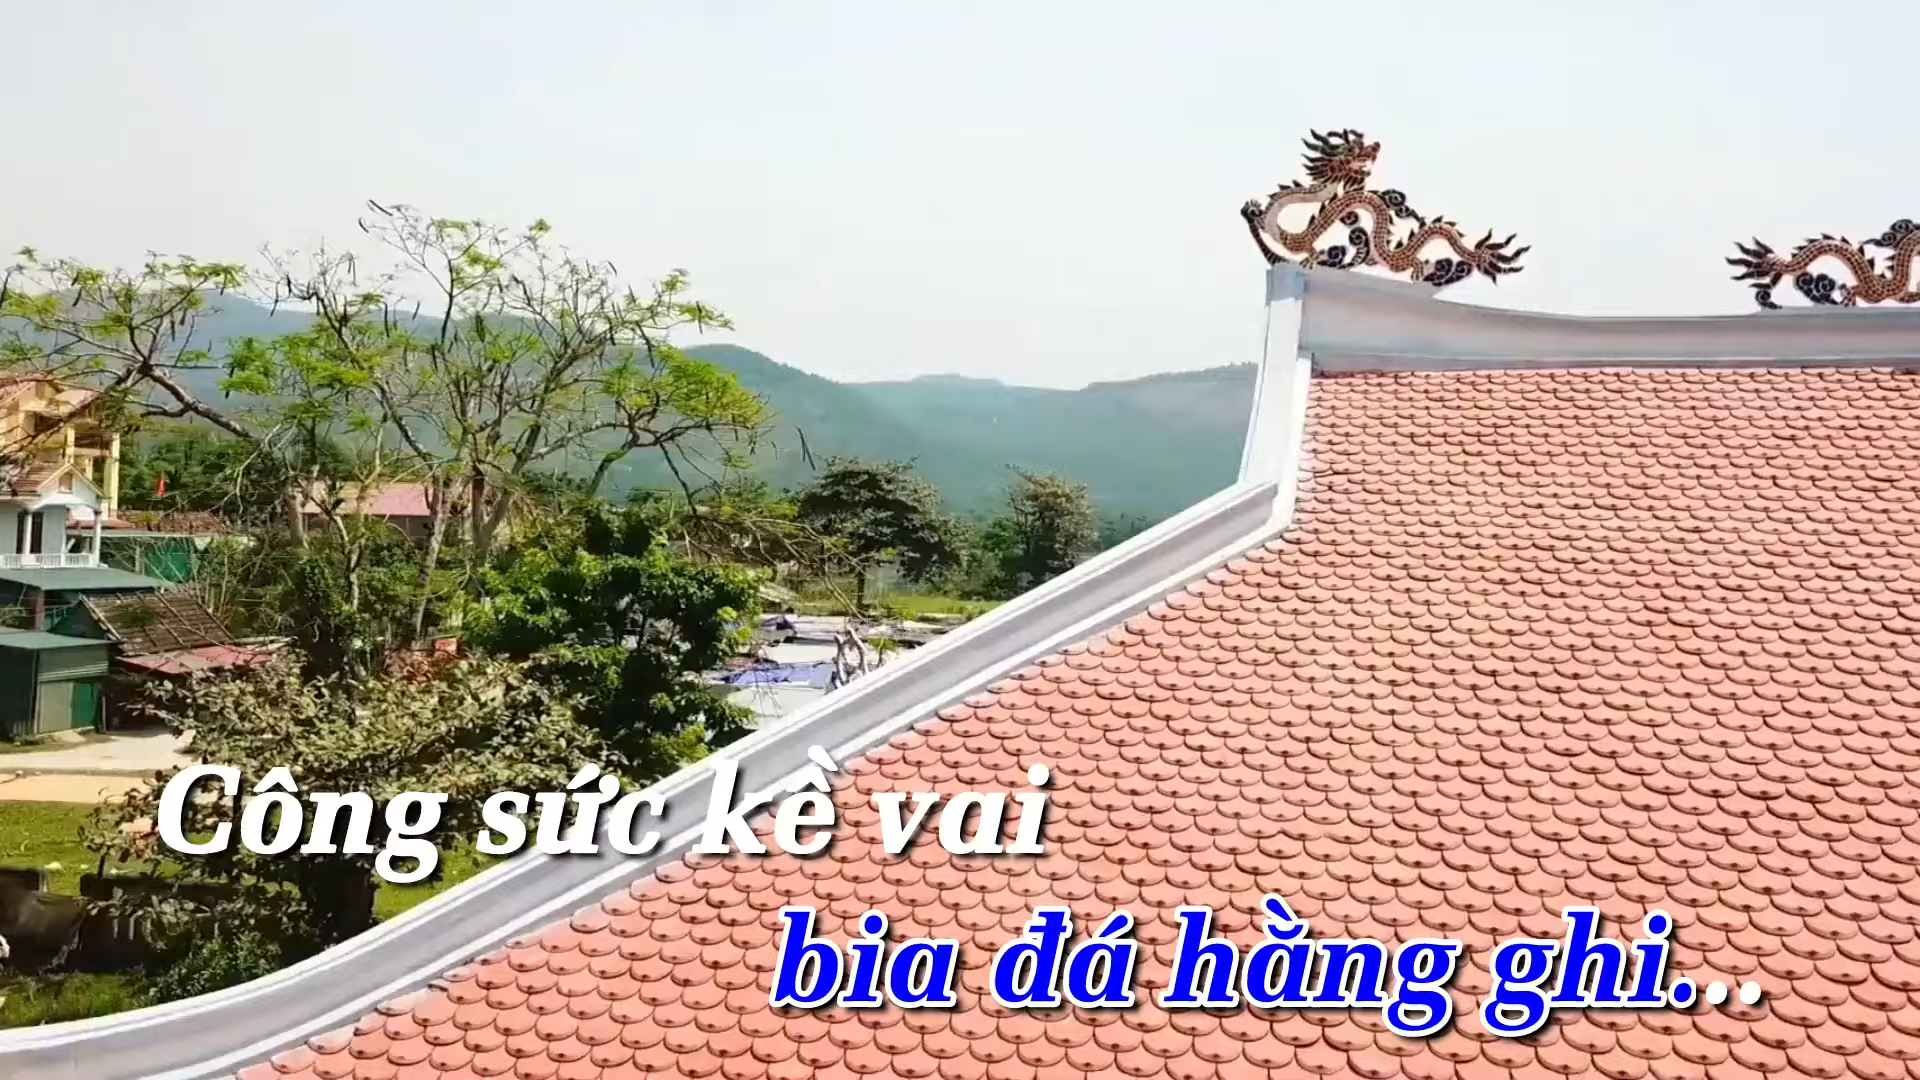 Công sức kề vai
bia đá hằng ghi...